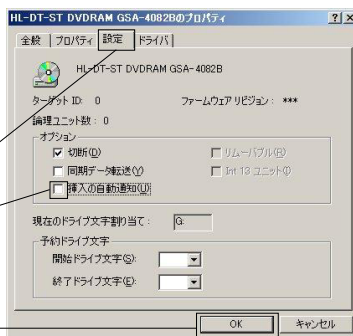 HL-DT-ST DVDRAM GSA-4082Bのプロパティ
全般 プロパティ 設定 ドライバ
HL-DT-ST DVDRAM GSA-4082B
ターゲット ID: 0 ファームウェア リビジョン: ***
論理ユニット数: 0
オプション
切断(D) リムーバブル(R)
同期データ転送(Y) Int 13 ユニット(I)
挿入の自動通知(U)
現在のドライブ文字割り当て: G:
予約ドライブ文字
開始ドライブ文字(S):
終了ドライブ文字(E):
OK キャンセル